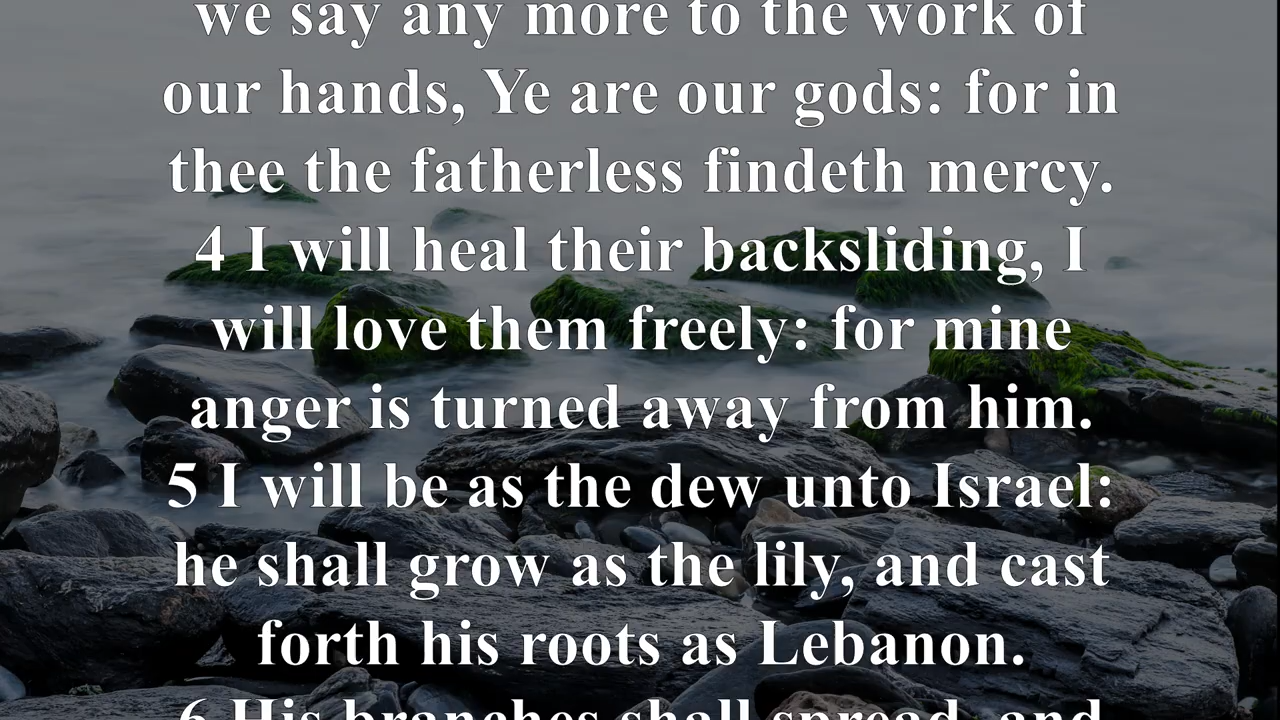 we say any more to the work of
our hands, Ye are our gods: for in
thee the fatherless findeth mercy.
4 I will heal their backsliding, I
will love them freely: for mine
anger is turned away from him.
5 I will be as the dew unto Israel:
he shall grow as the lily, and cast
forth his roots as Lebanon.
6 His branches shall spread, and